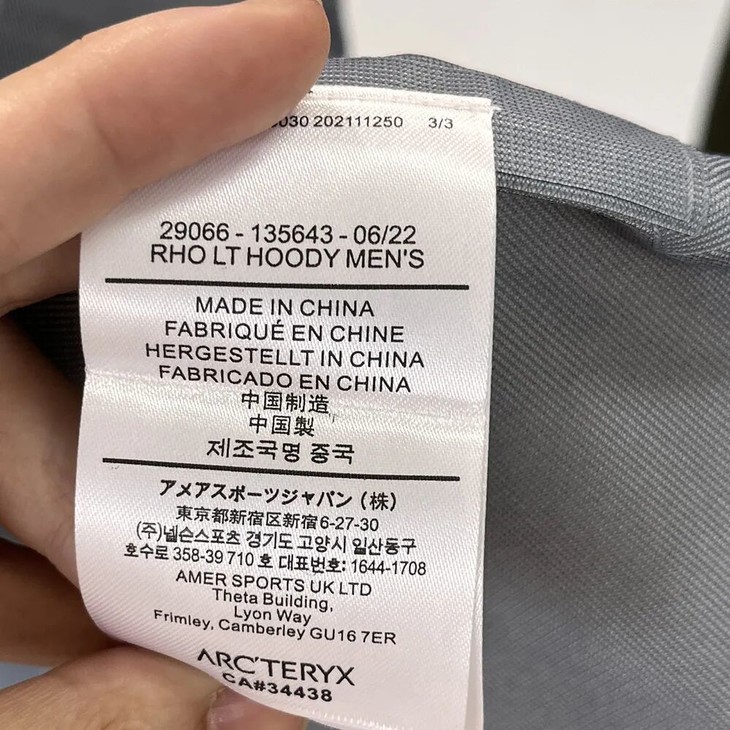 202111250 3/3
29066 - 135643 - 06/22
RHO LT HOODY MEN'S
MADE IN CHINA
FABRIQUÉ EN CHINE
HERGESTELLT IN CHINA
FABRICADO EN CHINA
中国制造
中国製
제조국명 중국
アメアスポーツジャパン (株)
東京都新宿区新宿6-27-30
(주)넬슨스포츠 경기도 고양시 일산동구
호수로 358-39 710 호 대표번호: 1644-1708
AMER SPORTS UK LTD
Theta Building,
Lyon Way
Frimley, Camberley GU16 7ER
ARC'TERYX
CA#34438